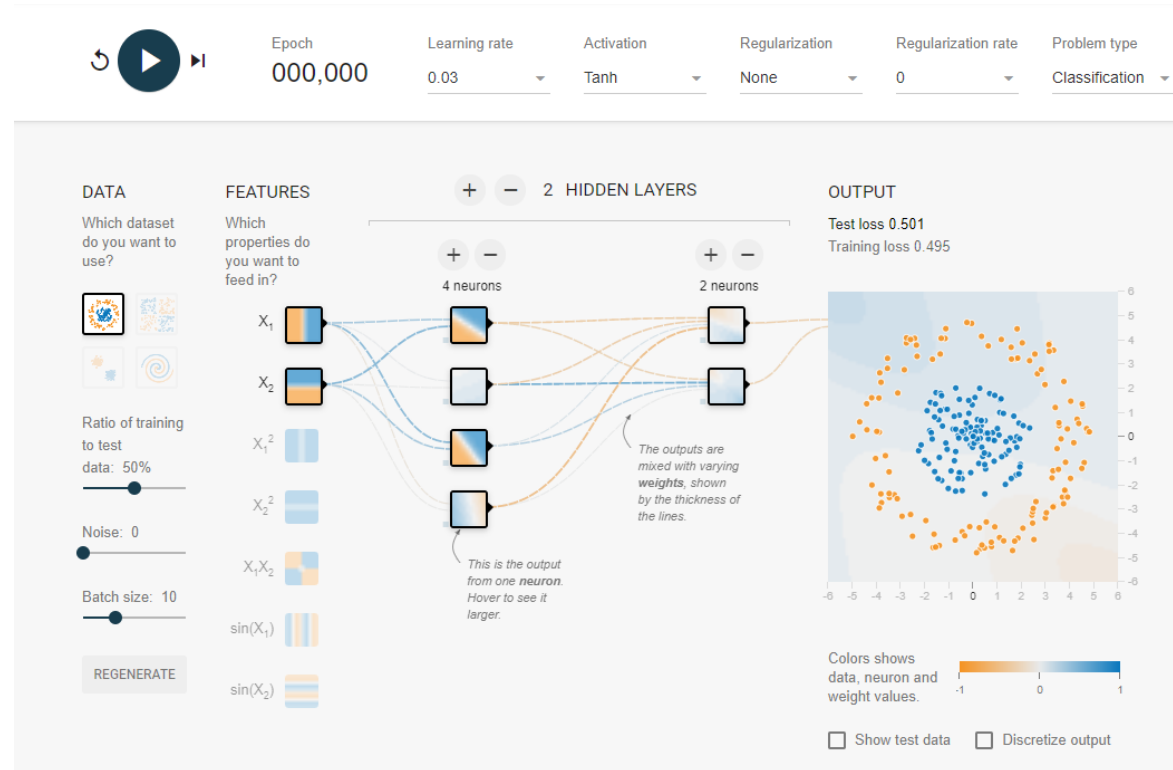 Epoch
000,000
Learning rate
0.03
Activation
Tanh
Regularization
None
Regularization rate
0
Problem type
Classification
DATA
Which dataset
do you want to
use?
Ratio of training
to test
data: 50%
Noise: 0
Batch size: 10
REGENERATE
FEATURES
Which
properties do
you want to
feed in?
X₁
X₂
X₁²
X₂²
X₁X₂
sin(X₁)
sin(X₂)
+ − 2 HIDDEN LAYERS
+ −
4 neurons
+ −
2 neurons
This is the output
from one neuron.
Hover to see it
larger.
The outputs are
mixed with varying
weights, shown
by the thickness of
the lines.
OUTPUT
Test loss 0.501
Training loss 0.495
6
5
4
3
2
1
0
-1
-2
-3
-4
-5
-6
-6 -5 -4 -3 -2 -1 0 1 2 3 4 5 6
Colors shows
data, neuron and
weight values.
-1 0 1
Show test data
Discretize output